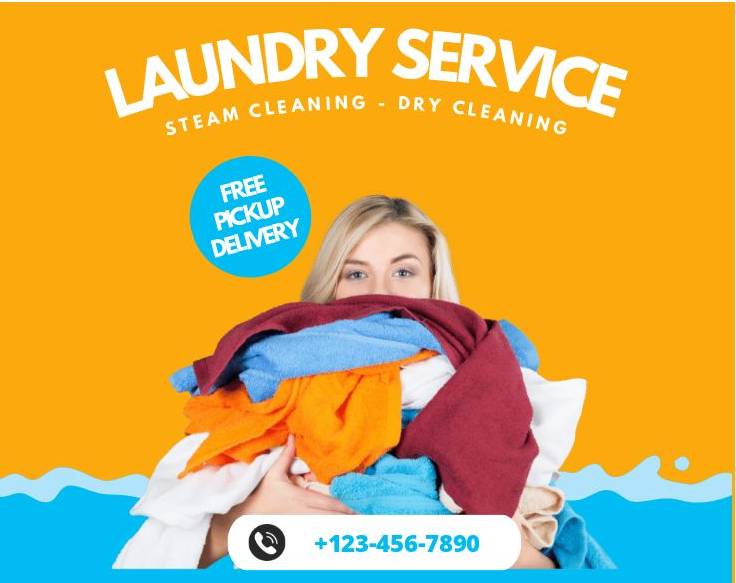 LAUNDRY SERVICE
STEAM CLEANING - DRY CLEANING
FREE
PICKUP
DELIVERY
+123-456-7890